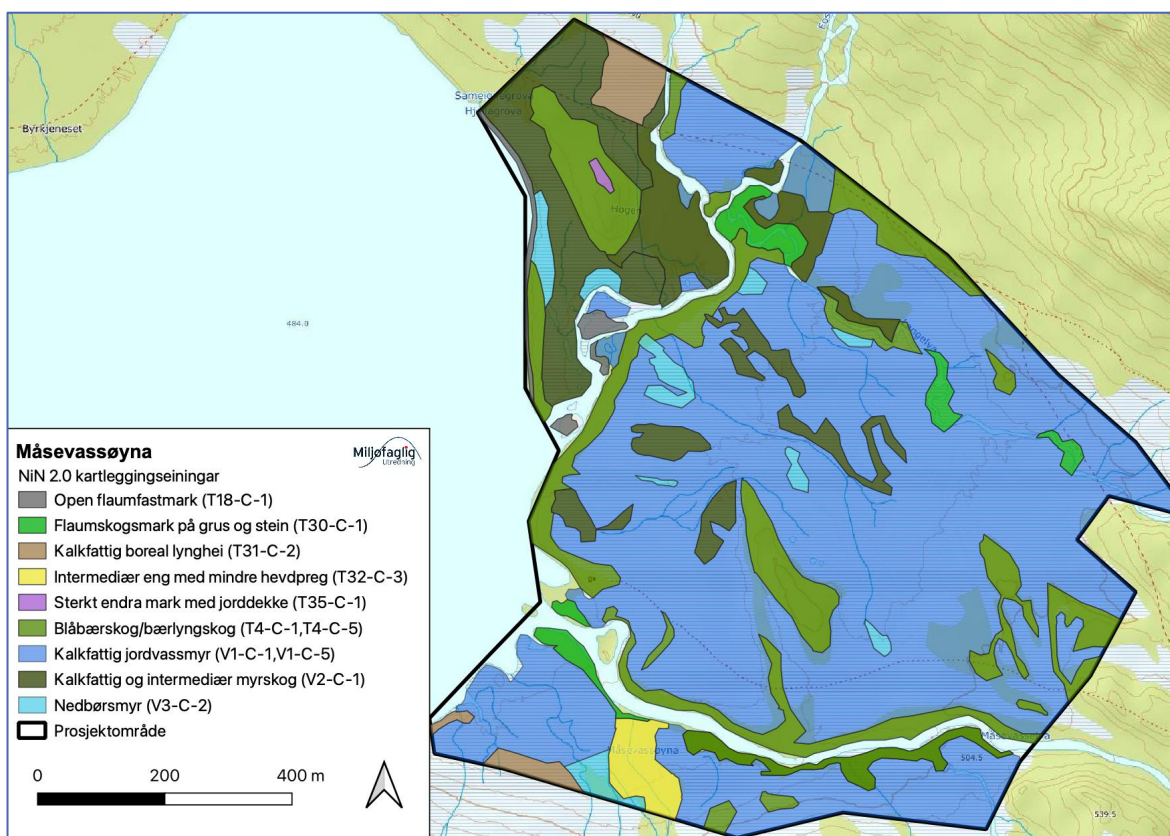 Sameigegrova
Hjellegrova
Byrkjeneset
Hogen
484.0
Måsevassøyna
504.5
539.5
Måsevassøyna
Miljøfaglig
Utredning
NiN 2.0 kartleggingseiningar
Open flaumfastmark (T18-C-1)
Flaumskogsmark på grus og stein (T30-C-1)
Kalkfattig boreal lynghei (T31-C-2)
Intermediær eng med mindre hevdpreg (T32-C-3)
Sterkt endra mark med jorddekke (T35-C-1)
Blåbærskog/bærlyngskog (T4-C-1,T4-C-5)
Kalkfattig jordvassmyr (V1-C-1,V1-C-5)
Kalkfattig og intermediær myrskog (V2-C-1)
Nedbørsmyr (V3-C-2)
Prosjektområde
0 200 400 m